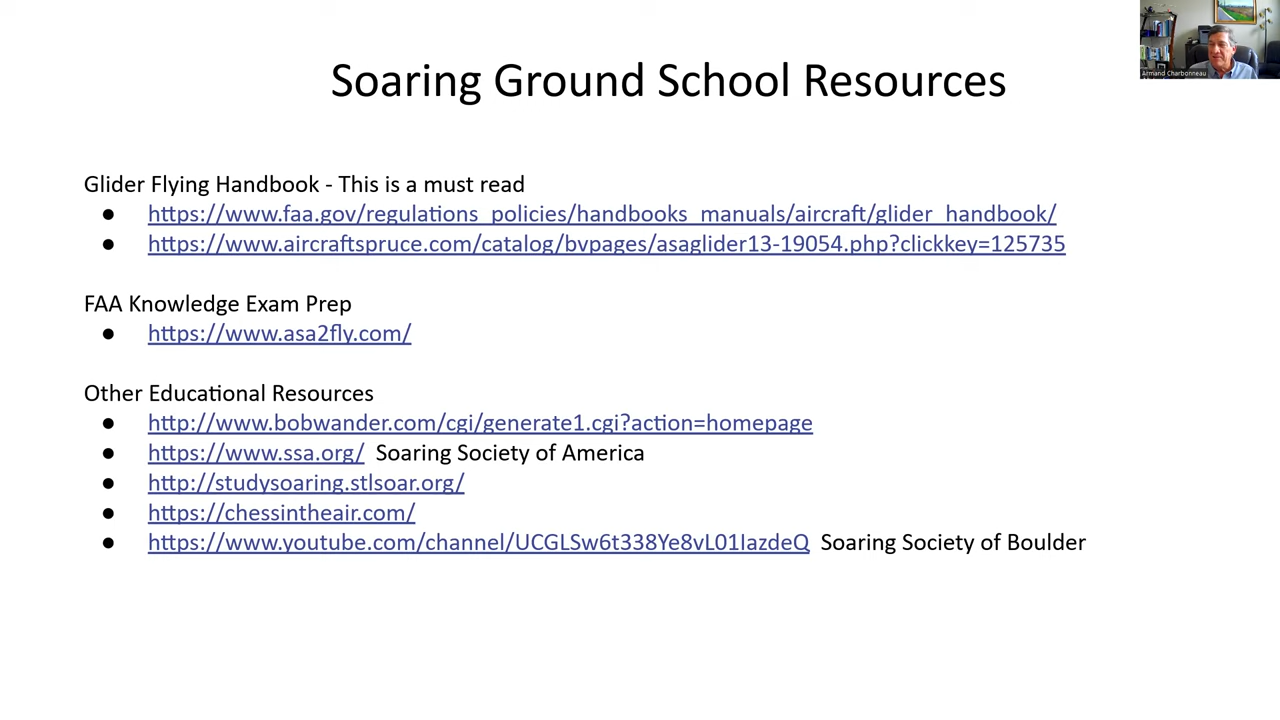 Soaring Ground School Resources
Armand Charbonneau
Glider Flying Handbook - This is a must read
● https://www.faa.gov/regulations_policies/handbooks_manuals/aircraft/glider_handbook/
● https://www.aircraftspruce.com/catalog/bvpages/asaglider13-19054.php?clickkey=125735
FAA Knowledge Exam Prep
● https://www.asa2fly.com/
Other Educational Resources
● http://www.bobwander.com/cgi/generate1.cgi?action=homepage
● https://www.ssa.org/ Soaring Society of America
● http://studysoaring.stlsoar.org/
● https://chessintheair.com/
● https://www.youtube.com/channel/UCGLSw6t338Ye8vL01IazdeQ Soaring Society of Boulder